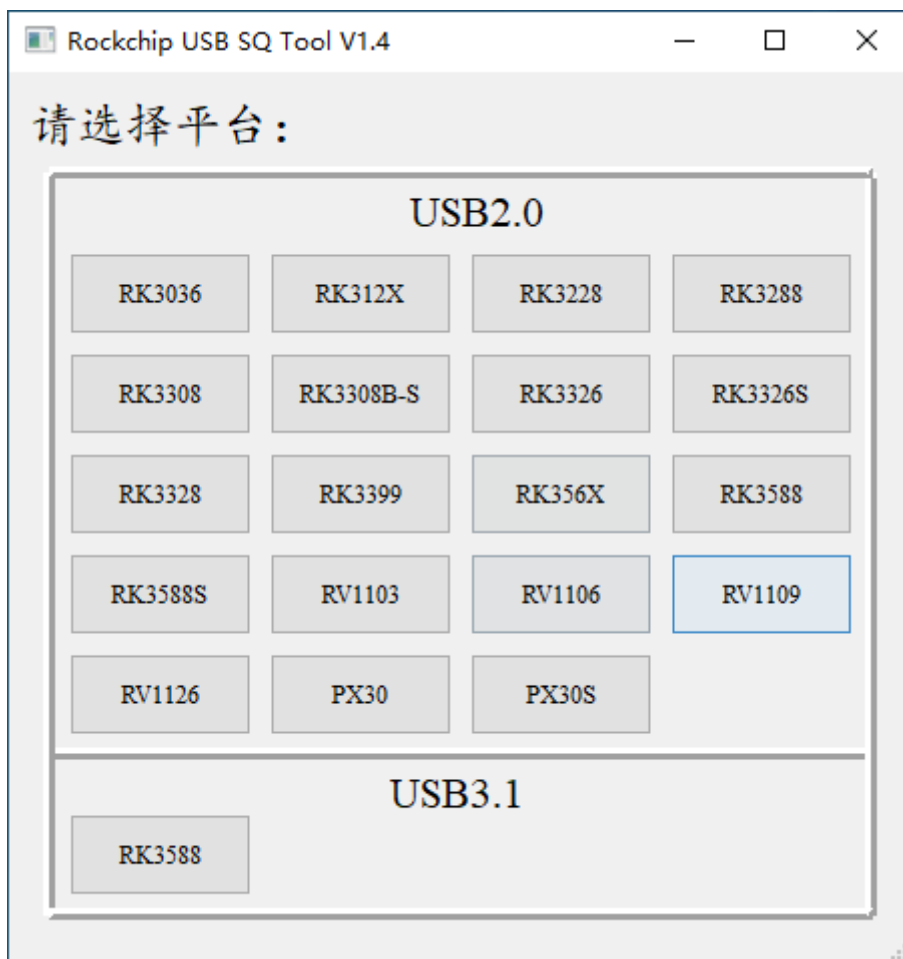 Rockchip USB SQ Tool V1.4
请选择平台：
USB2.0
RK3036 RK312X RK3228 RK3288
RK3308 RK3308B-S RK3326 RK3326S
RK3328 RK3399 RK356X RK3588
RK3588S RV1103 RV1106 RV1109
RV1126 PX30 PX30S
USB3.1
RK3588